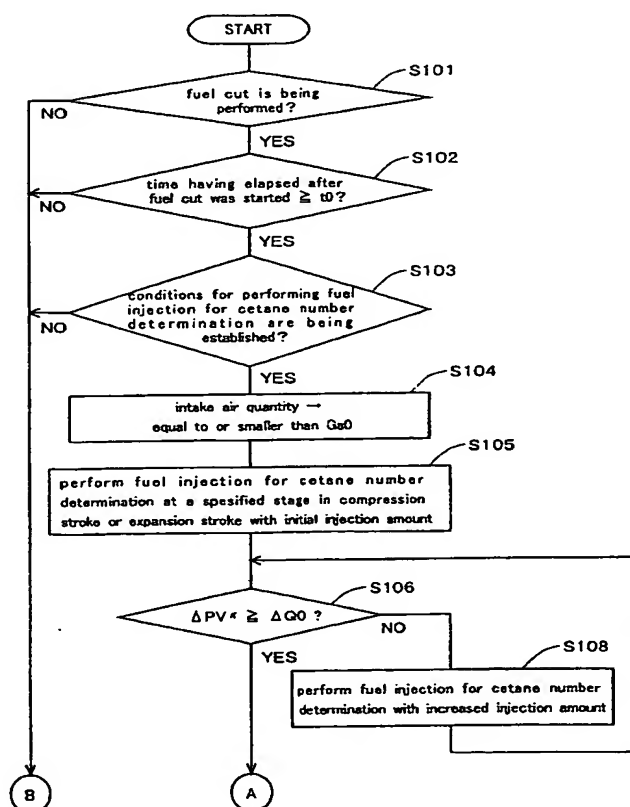 START
S101
fuel cut is being
performed?
NO
YES
S102
time having elapsed after
fuel cut was started ≧ t0?
NO
YES
S103
conditions for performing fuel
injection for cetane number
determination are being
established?
NO
YES
S104
intake air quantity →
equal to or smaller than Ga0
S105
perform fuel injection for cetane number
determination at a spesified stage in compression
stroke or expansion stroke with initial injection amount
S106
ΔPVκ ≧ ΔQ0 ?
NO
YES
S108
perform fuel injection for cetane number
determination with increased injection amount
B
A